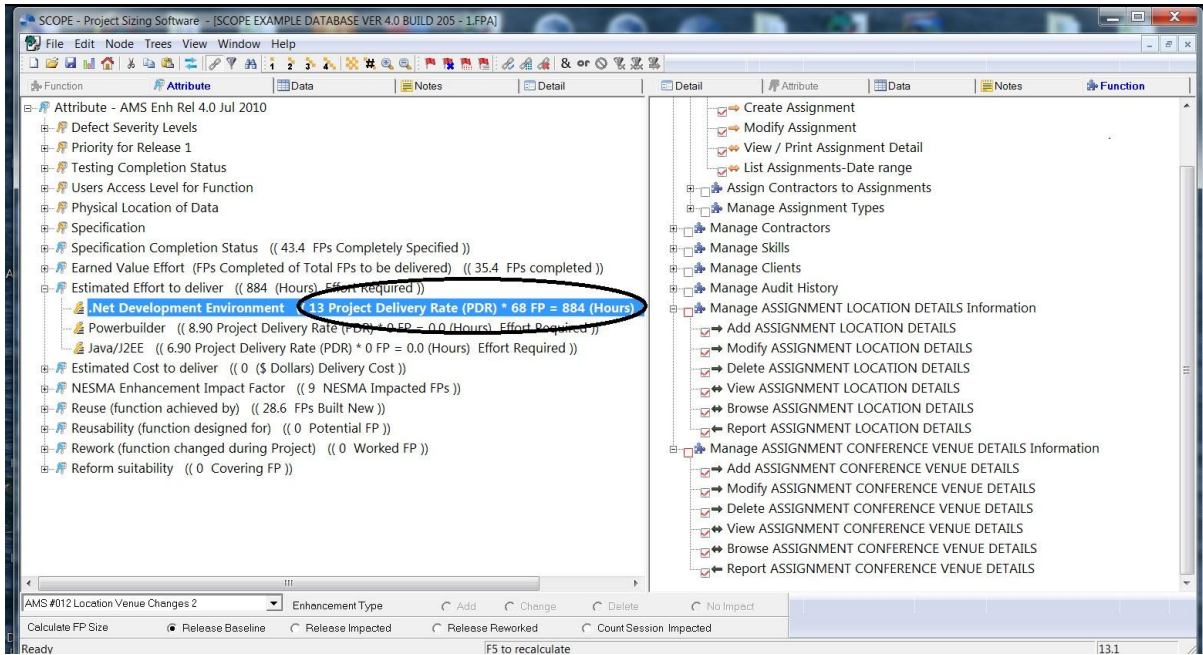 SCOPE - Project Sizing Software - [SCOPE EXAMPLE DATABASE VER 4.0 BUILD 205 - 1.FPA]
File Edit Node Trees View Window Help
& or
Function Attribute Data Notes Detail
Attribute - AMS Enh Rel 4.0 Jul 2010
Defect Severity Levels
Priority for Release 1
Testing Completion Status
Users Access Level for Function
Physical Location of Data
Specification
Specification Completion Status (( 43.4 FPs Completely Specified ))
Earned Value Effort (FPs Completed of Total FPs to be delivered) (( 35.4 FPs completed ))
Estimated Effort to deliver (( 884 (Hours) Effort Required ))
.Net Development Environment ( 13 Project Delivery Rate (PDR) * 68 FP = 884 (Hours)
Powerbuilder (( 8.90 Project Delivery Rate (PDR) * 0 FP = 0.0 (Hours) Effort Required ))
Java/J2EE (( 6.90 Project Delivery Rate (PDR) * 0 FP = 0.0 (Hours) Effort Required ))
Estimated Cost to deliver (( 0 ($ Dollars) Delivery Cost ))
NESMA Enhancement Impact Factor (( 9 NESMA Impacted FPs ))
Reuse (function achieved by) (( 28.6 FPs Built New ))
Reusability (function designed for) (( 0 Potential FP ))
Rework (function changed during Project) (( 0 Worked FP ))
Reform suitability (( 0 Covering FP ))
Detail Attribute Data Notes Function
Create Assignment
Modify Assignment
View / Print Assignment Detail
List Assignments-Date range
Assign Contractors to Assignments
Manage Assignment Types
Manage Contractors
Manage Skills
Manage Clients
Manage Audit History
Manage ASSIGNMENT LOCATION DETAILS Information
Add ASSIGNMENT LOCATION DETAILS
Modify ASSIGNMENT LOCATION DETAILS
Delete ASSIGNMENT LOCATION DETAILS
View ASSIGNMENT LOCATION DETAILS
Browse ASSIGNMENT LOCATION DETAILS
Report ASSIGNMENT LOCATION DETAILS
Manage ASSIGNMENT CONFERENCE VENUE DETAILS Information
Add ASSIGNMENT CONFERENCE VENUE DETAILS
Modify ASSIGNMENT CONFERENCE VENUE DETAILS
Delete ASSIGNMENT CONFERENCE VENUE DETAILS
View ASSIGNMENT CONFERENCE VENUE DETAILS
Browse ASSIGNMENT CONFERENCE VENUE DETAILS
Report ASSIGNMENT CONFERENCE VENUE DETAILS
AMS #012 Location Venue Changes 2 Enhancement Type Add Change Delete No Impact
Calculate FP Size Release Baseline Release Impacted Release Reworked Count Session Impacted
Ready F5 to recalculate 13.1